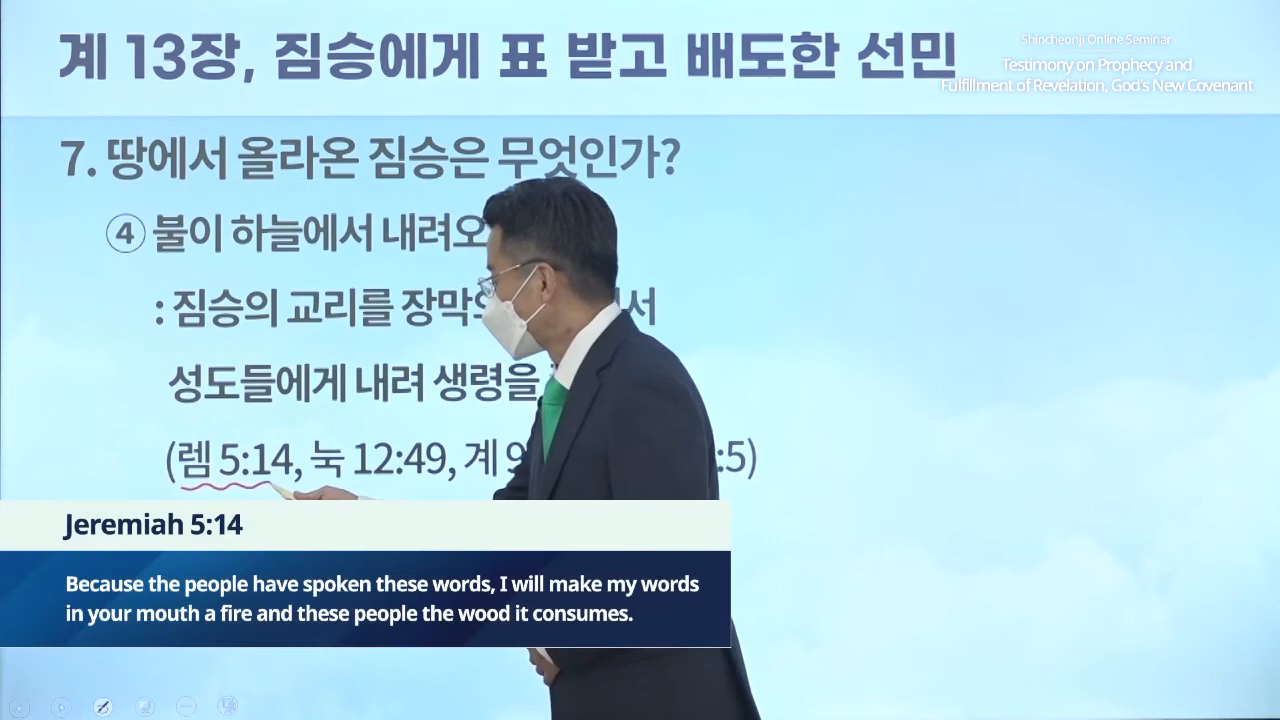 계 13장, 짐승에게 표 받고 배도한 선민
Shincheonji Online Seminar
Testimony on Prophecy and
Fulfillment of Revelation, God's New Covenant
7. 땅에서 올라온 짐승은 무엇인가?
④ 불이 하늘에서 내려오
: 짐승의 교리를 장막 서
성도들에게 내려 생령을
(렘 5:14, 눅 12:49, 계 9 :5)
Jeremiah 5:14
Because the people have spoken these words, I will make my words
in your mouth a fire and these people the wood it consumes.